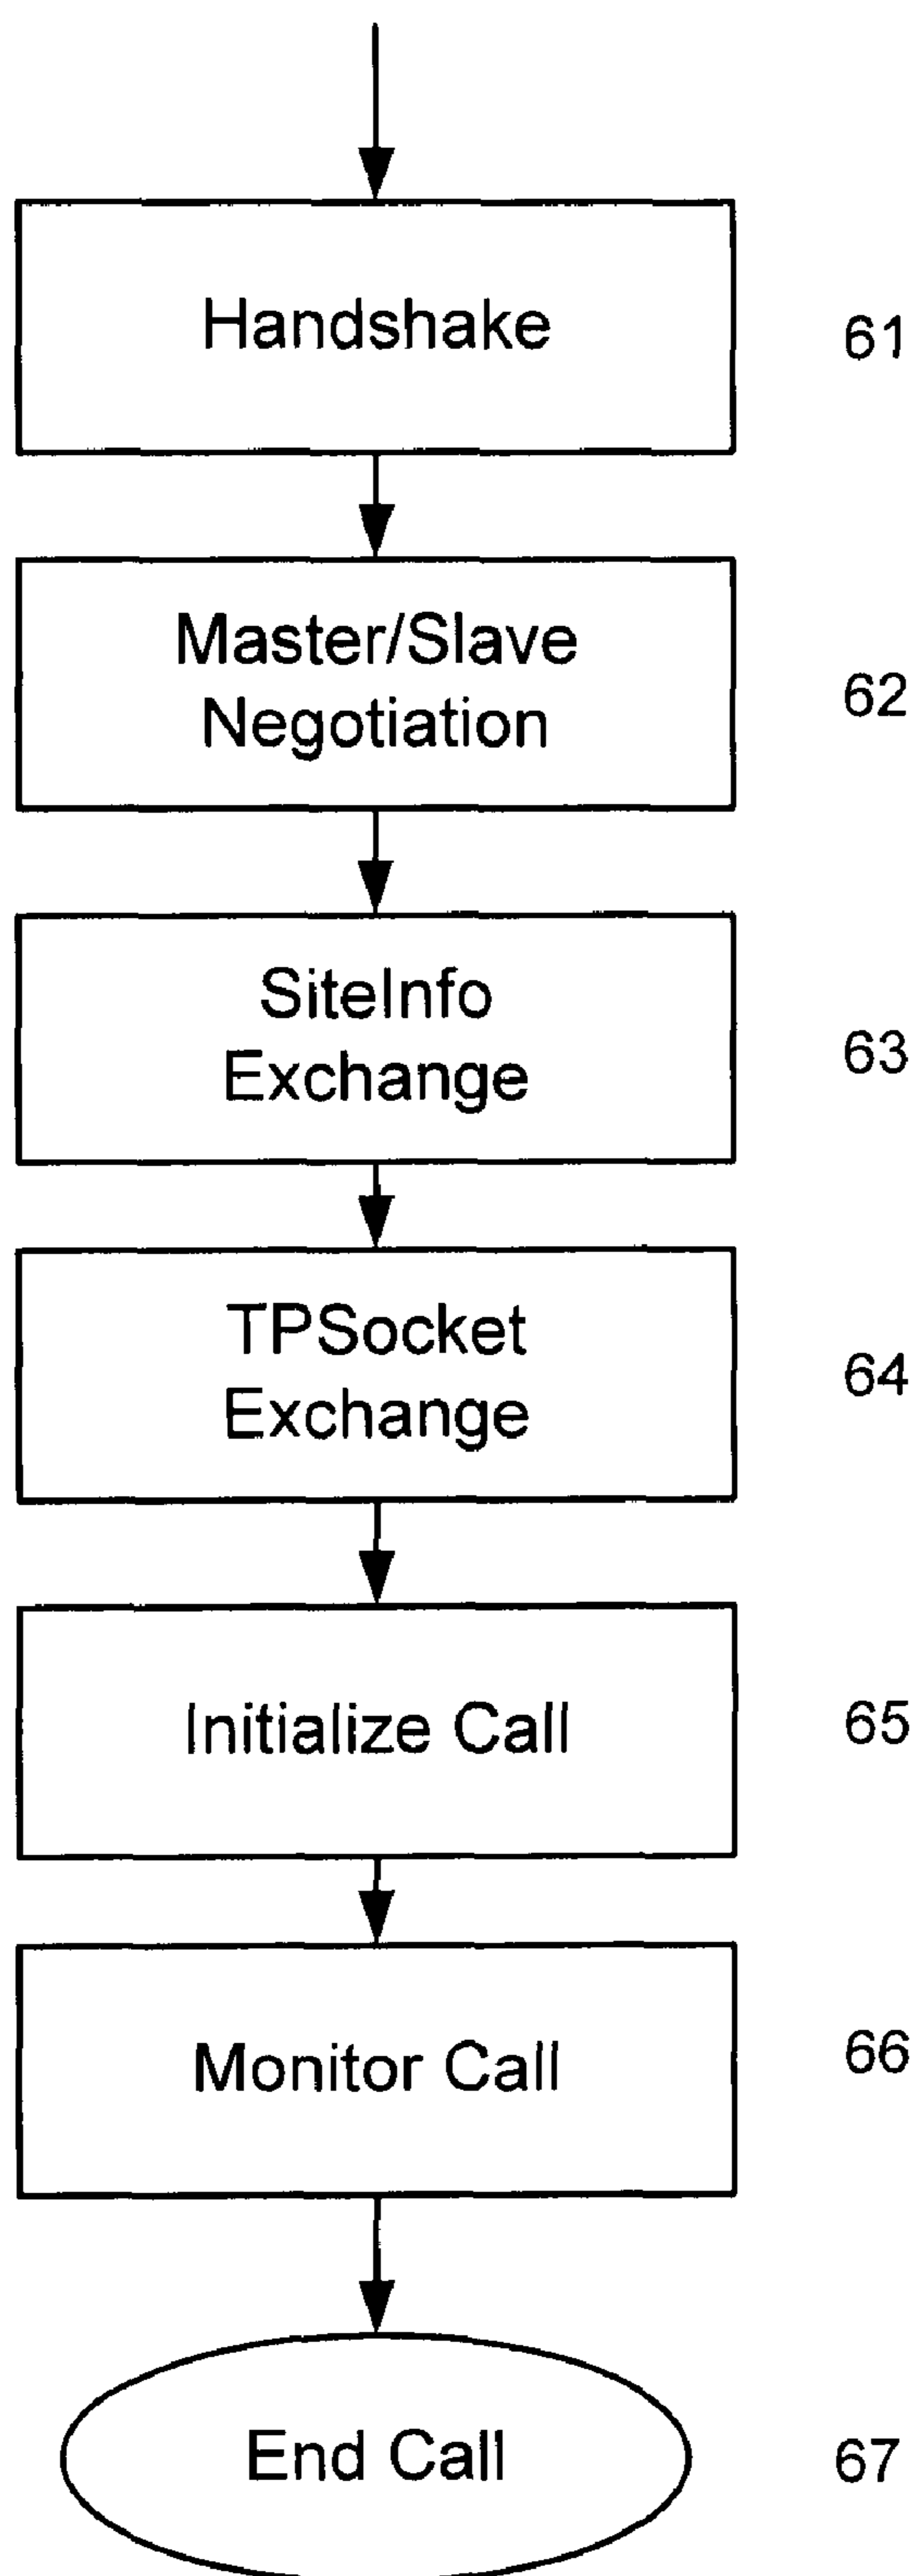 Handshake
61
Master/Slave
Negotiation
62
SiteInfo
Exchange
63
TPSocket
Exchange
64
Initialize Call
65
Monitor Call
66
End Call
67